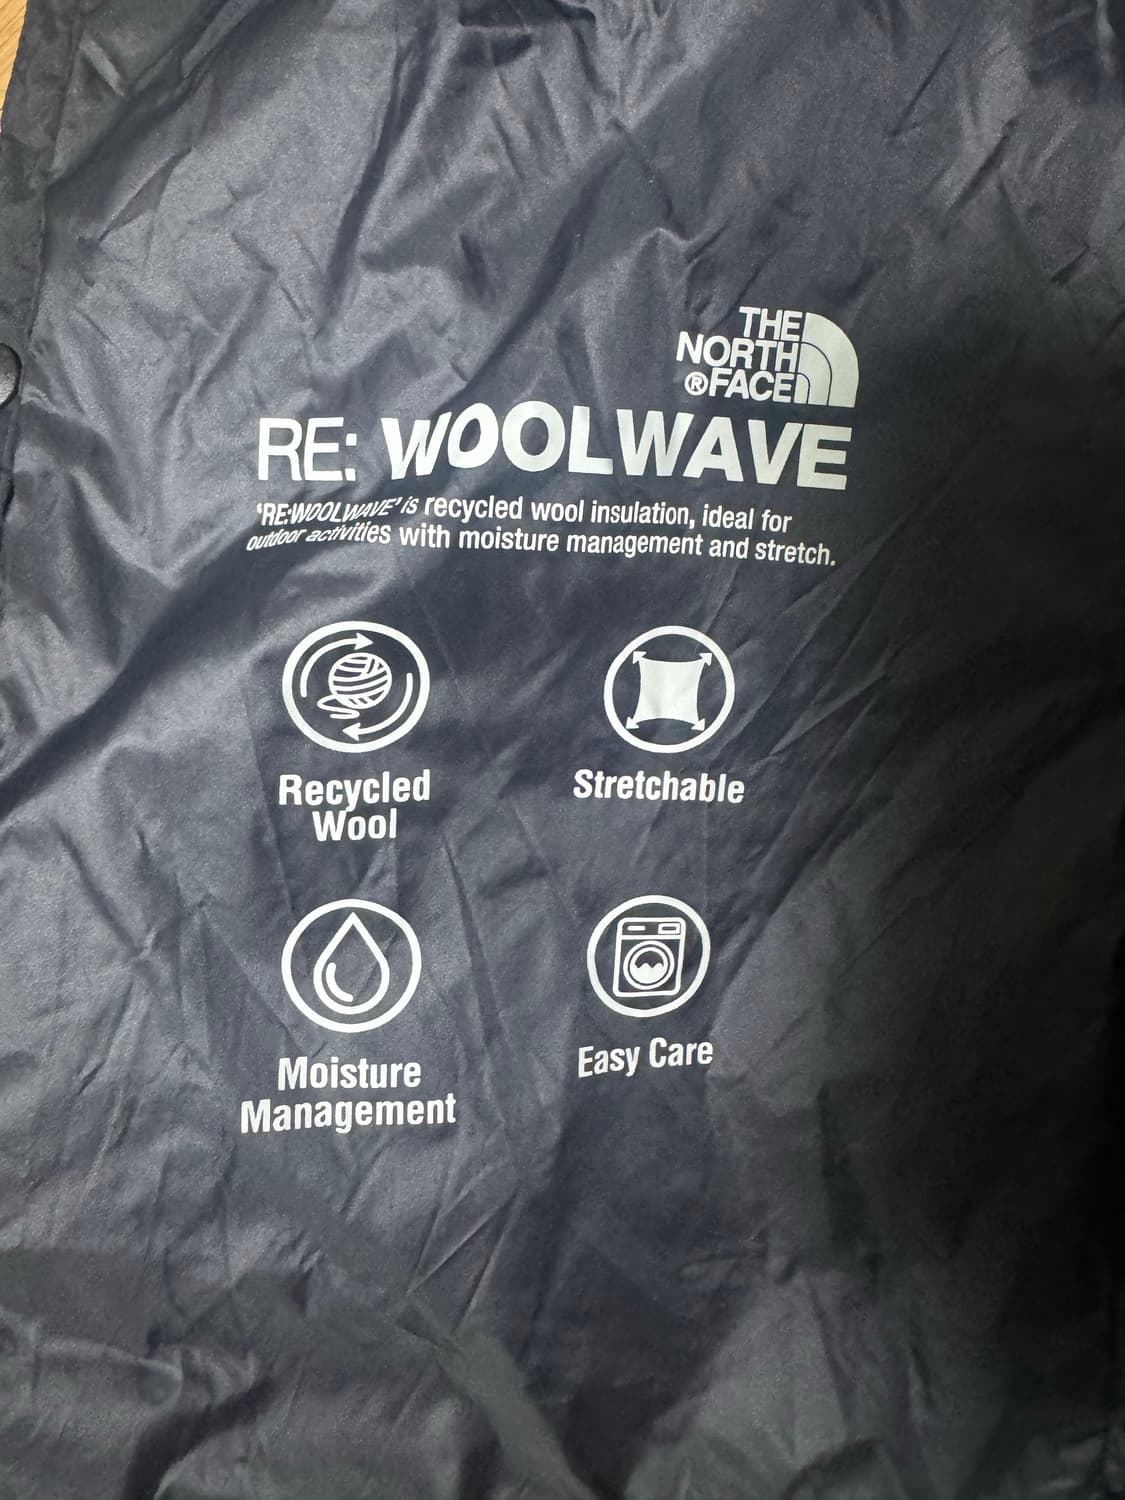 THE
NORTH
®FACE
RE: WOOLWAVE
‘RE:WOOLWAVE’ is recycled wool insulation, ideal for
outdoor activities with moisture management and stretch.
Recycled
Wool
Stretchable
Moisture
Management
Easy Care